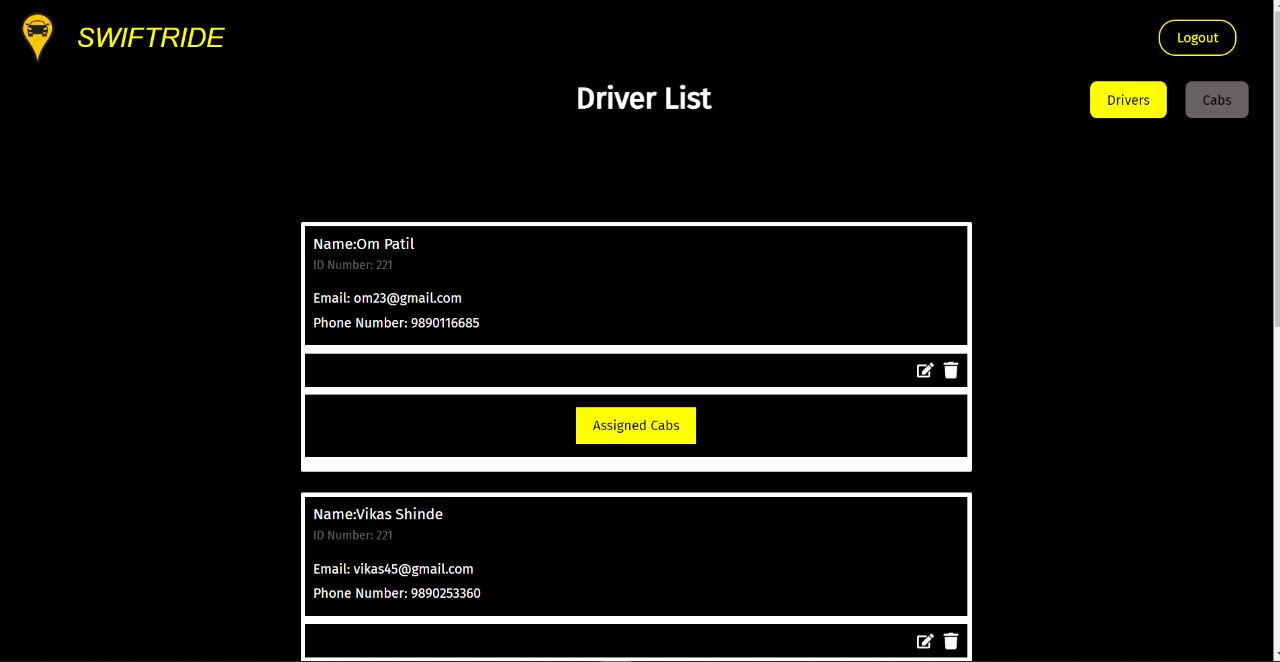 SWIFTRIDE
Logout
Driver List
Drivers
Cabs
Name:Om Patil
ID Number: 221
Email: om23@gmail.com
Phone Number: 9890116685
Assigned Cabs
Name:Vikas Shinde
ID Number: 221
Email: vikas45@gmail.com
Phone Number: 9890253360